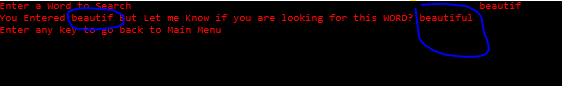 Enter a Word to Search beautif
You Entered beautif But Let me Know if you are looking for this WORD? beautiful
Enter any key to go back to Main Menu